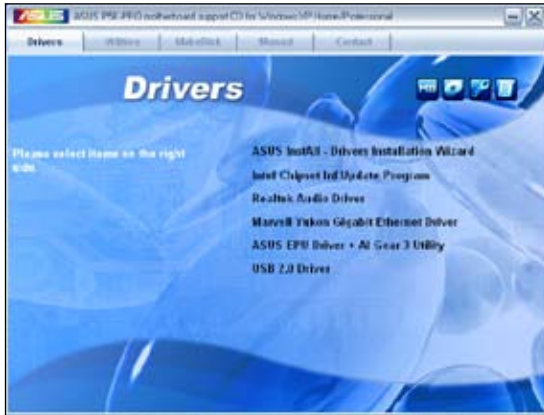 ASUS P5E-PRO motherboard support CD for Windows XP Home/Professional
Drivers Utilities MakeDisk Manual Contact
Drivers
Please select items on the right
side.
ASUS InstAll - Drivers Installation Wizard
Intel Chipset Inf Update Program
Realtek Audio Driver
Marvell Yukon Gigabit Ethernet Driver
ASUS EPU Driver + AI Gear 3 Utility
USB 2.0 Driver